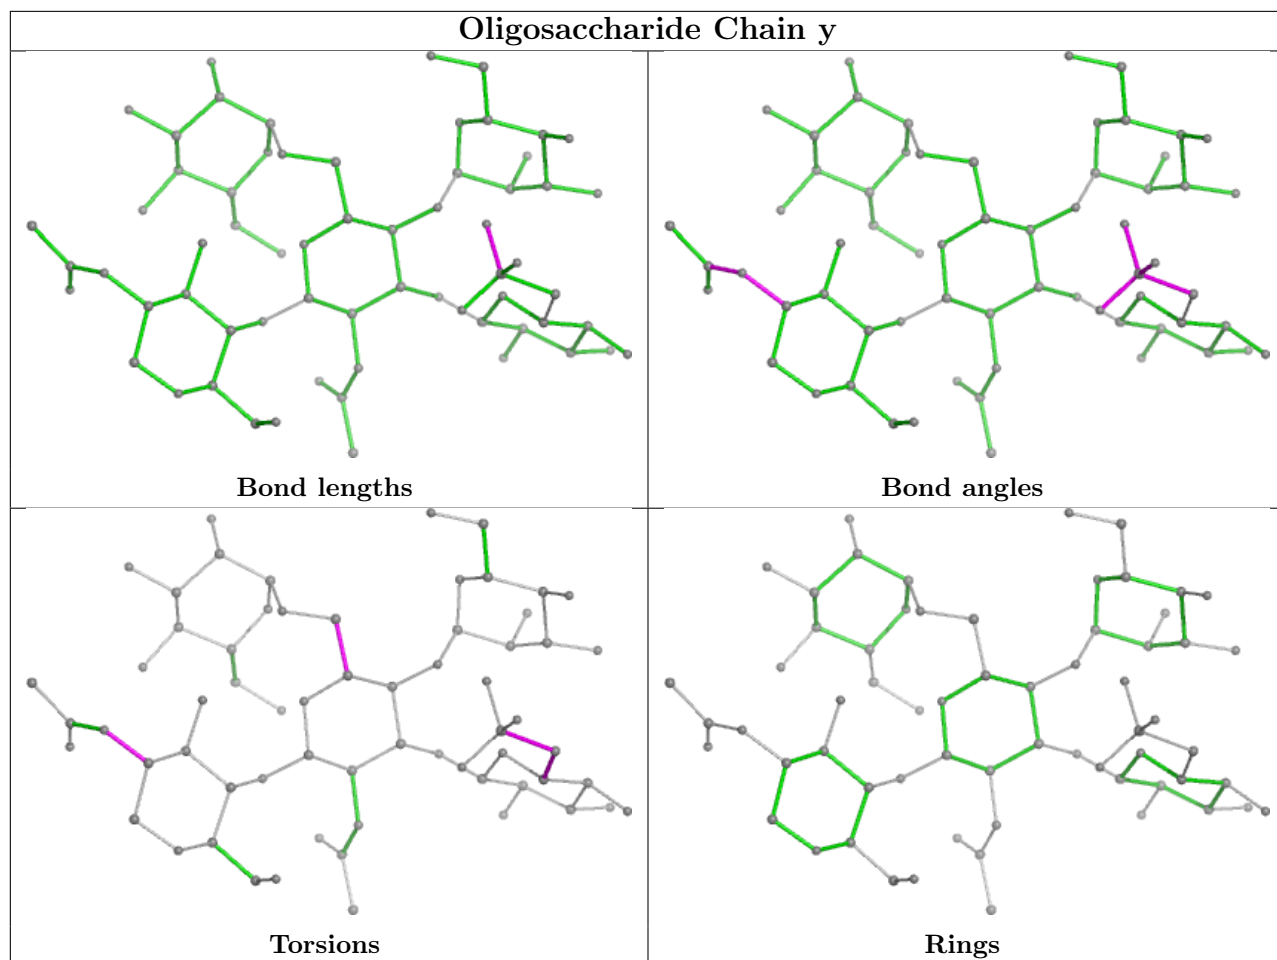 Oligosaccharide Chain y
Bond lengths
Bond angles
Torsions
Rings